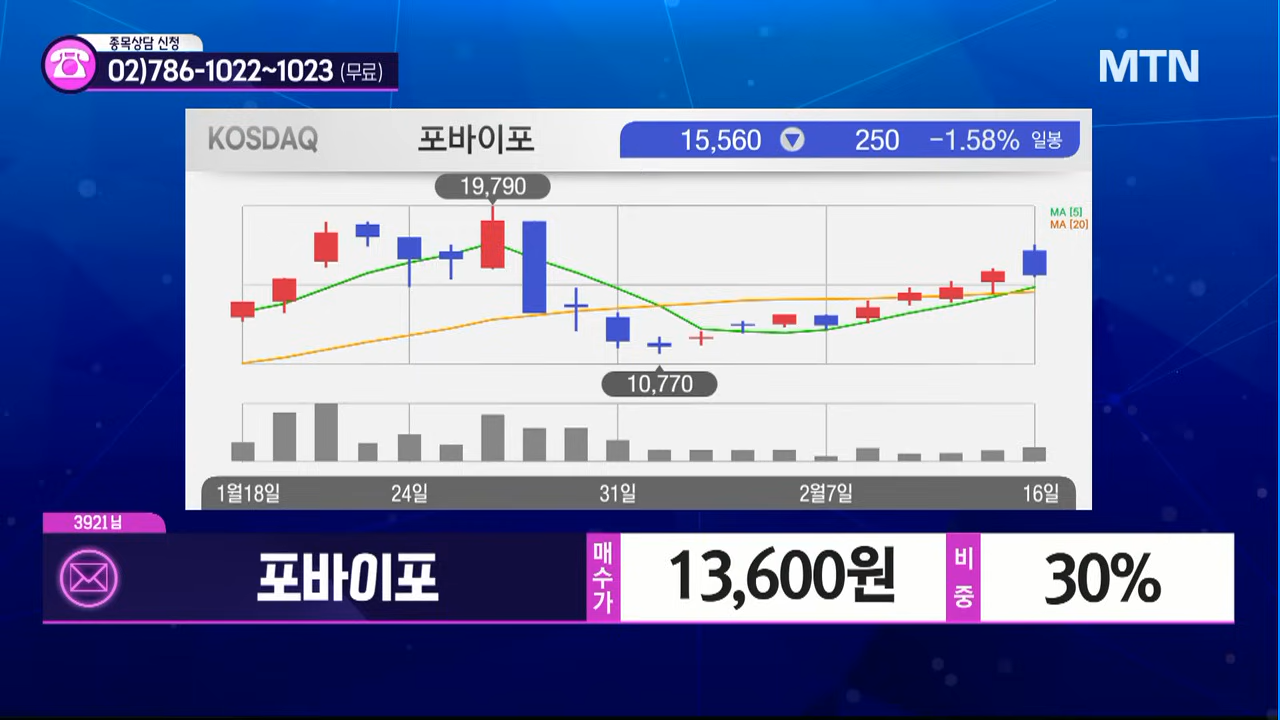 종목상담 신청
02)786-1022~1023 (무료)
MTN
KOSDAQ 포바이포 15,560 ▼ 250 -1.58% 일봉
19,790
MA [5]
MA [20]
10,770
1월18일 24일 31일 2월7일 16일
3921님
포바이포 매수가 13,600원 비중 30%